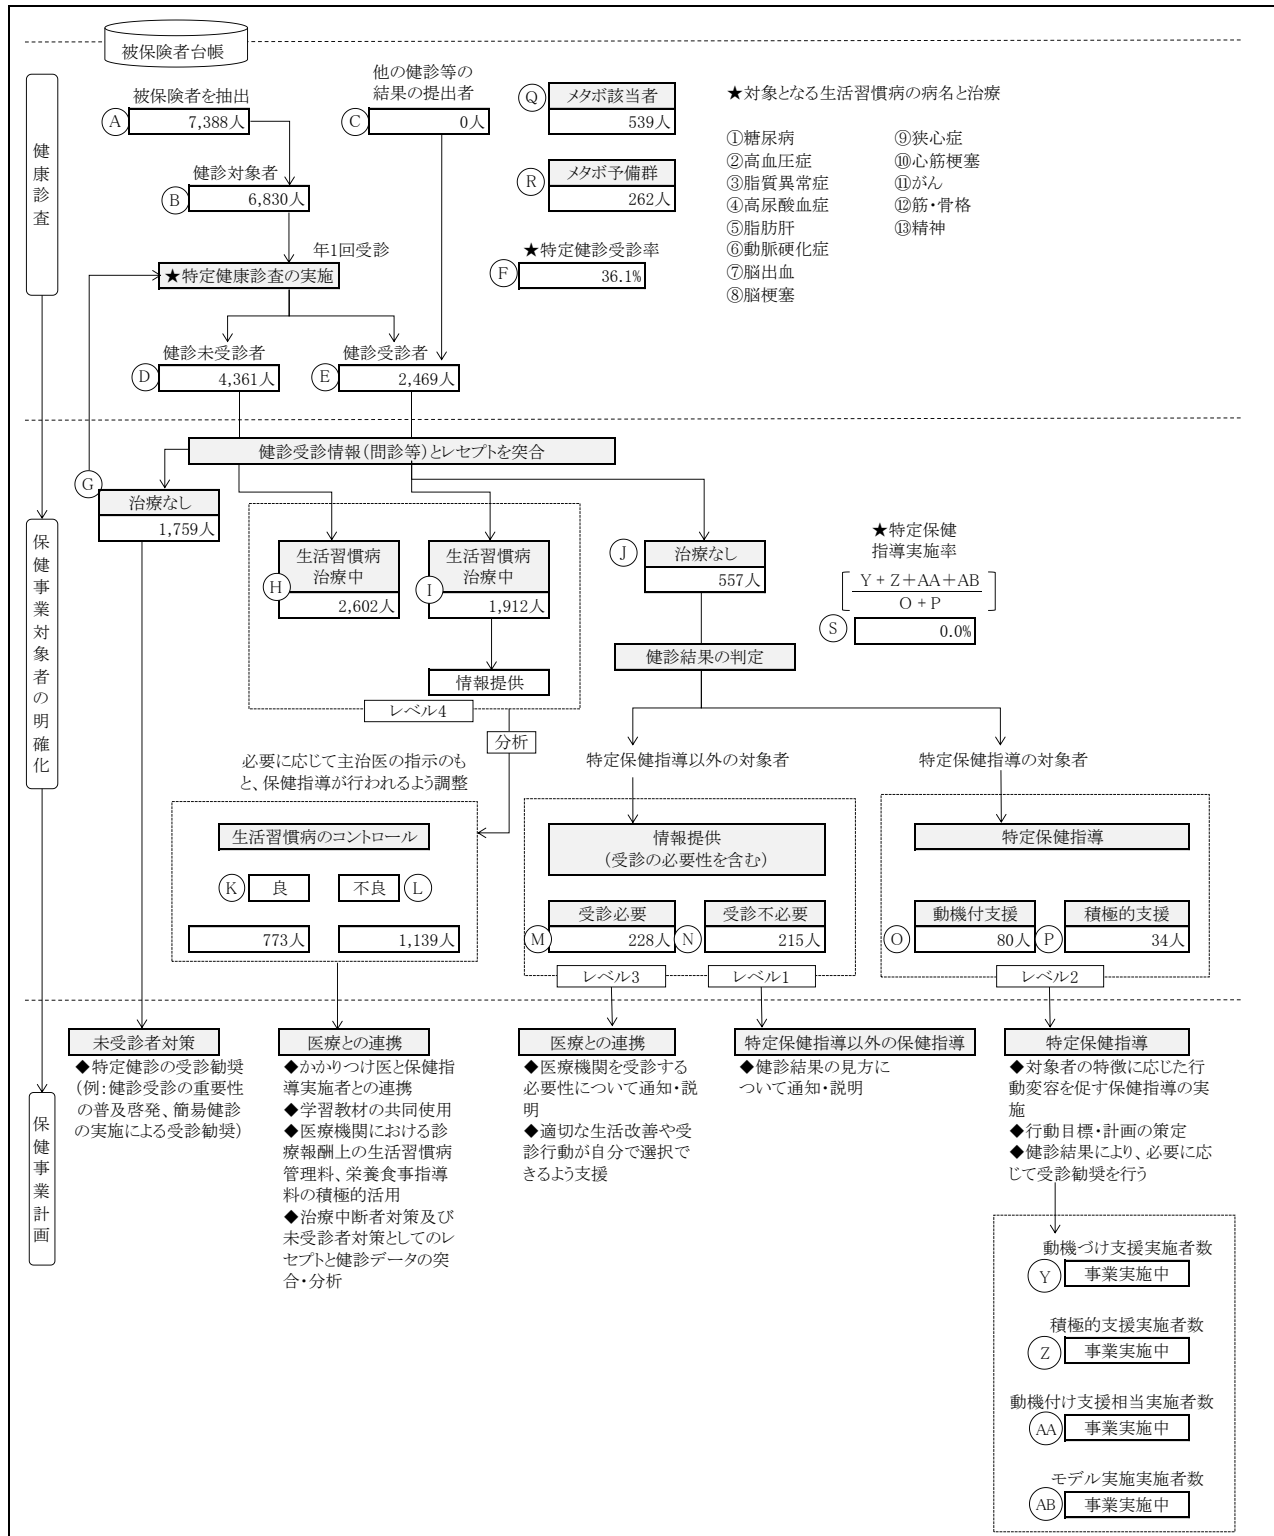 被保険者台帳
被保険者を抽出
A
7,388人
他の健診等の
結果の提出者
C
0人
Q
メタボ該当者
539人
R
メタボ予備群
262人
健診対象者
B
6,830人
年1回受診
★特定健康診査の実施
★特定健診受診率
F
36.1%
★対象となる生活習慣病の病名と治療
①糖尿病
②高血圧症
③脂質異常症
④高尿酸血症
⑤脂肪肝
⑥動脈硬化症
⑦脳出血
⑧脳梗塞
⑨狭心症
⑩心筋梗塞
⑪がん
⑫筋・骨格
⑬精神
健康診査
健診未受診者
D
4,361人
健診受診者
E
2,469人
健診受診情報(問診等)とレセプトを突合
G
治療なし
1,759人
生活習慣病
治療中
H
2,602人
生活習慣病
治療中
I
1,912人
情報提供
レベル4
J
治療なし
557人
健診結果の判定
★特定保健
指導実施率
Y + Z+AA+AB
O + P
S
0.0%
保健事業対象者の明確化
分析
必要に応じて主治医の指示のも
と、保健指導が行われるよう調整
特定保健指導以外の対象者
特定保健指導の対象者
生活習慣病のコントロール
K
良
不良
L
773人
1,139人
情報提供
(受診の必要性を含む)
M
受診必要
228人
N
受診不必要
215人
レベル3
レベル1
特定保健指導
O
動機付支援
80人
P
積極的支援
34人
レベル2
保健事業計画
未受診者対策
◆特定健診の受診勧奨
(例:健診受診の重要性
の普及啓発、簡易健診
の実施による受診勧奨)
医療との連携
◆かかりつけ医と保健指
導実施者との連携
◆学習教材の共同使用
◆医療機関における診
療報酬上の生活習慣病
管理料、栄養食事指導
料の積極的活用
◆治療中断者対策及び
未受診者対策としてのレ
セプトと健診データの突
合・分析
医療との連携
◆医療機関を受診する
必要性について通知・説
明
◆適切な生活改善や受
診行動が自分で選択で
きるよう支援
特定保健指導以外の保健指導
◆健診結果の見方に
ついて通知・説明
特定保健指導
◆対象者の特徴に応じた行
動変容を促す保健指導の実
施
◆行動目標・計画の策定
◆健診結果により、必要に応
じて受診勧奨を行う
動機づけ支援実施者数
Y
事業実施中
積極的支援実施者数
Z
事業実施中
動機付け支援相当実施者数
AA
事業実施中
モデル実施実施者数
AB
事業実施中